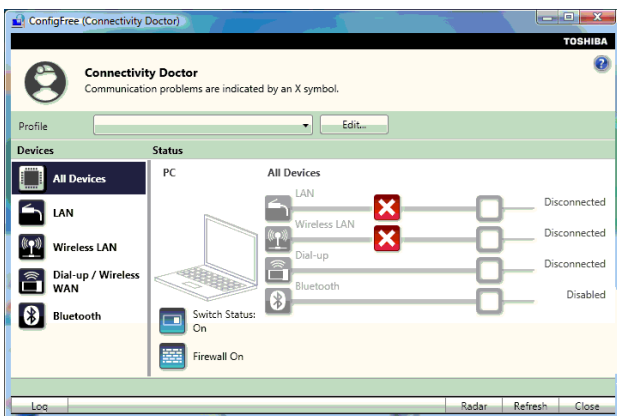 ConfigFree (Connectivity Doctor)
TOSHIBA
Connectivity Doctor
Communication problems are indicated by an X symbol.
Profile
Edit...
Devices
Status
All Devices
LAN
Wireless LAN
Dial-up / Wireless
WAN
Bluetooth
PC
Switch Status:
On
Firewall On
All Devices
LAN
Disconnected
Wireless LAN
Disconnected
Dial-up
Disconnected
Bluetooth
Disabled
Log
Radar
Refresh
Close